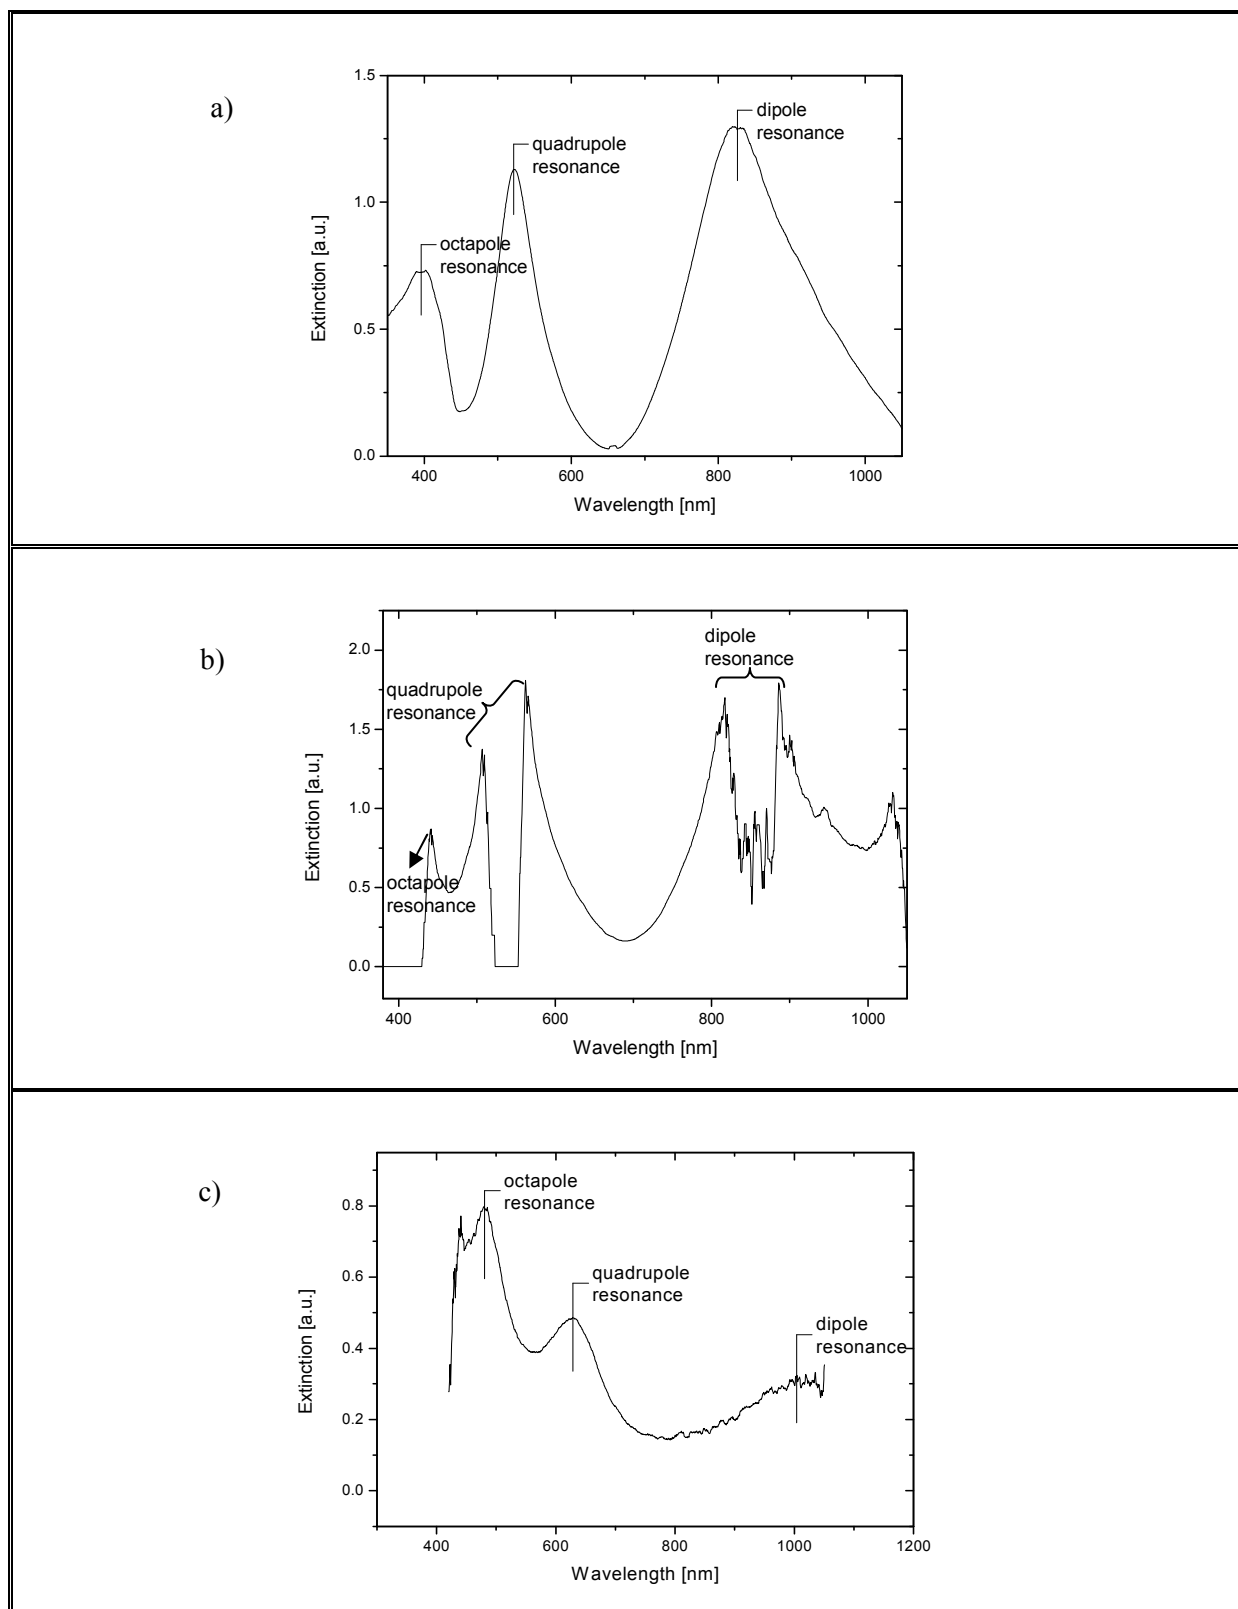 a)
1.5
1.0
0.5
0.0
Extinction [a.u.]
octapole
resonance
quadrupole
resonance
dipole
resonance
400
600
800
1000
Wavelength [nm]
b)
2.0
1.5
1.0
0.5
0.0
Extinction [a.u.]
quadrupole
resonance
octapole
resonance
dipole
resonance
400
600
800
1000
Wavelength [nm]
c)
0.8
0.6
0.4
0.2
0.0
Extinction [a.u.]
octapole
resonance
quadrupole
resonance
dipole
resonance
400
600
800
1000
1200
Wavelength [nm]